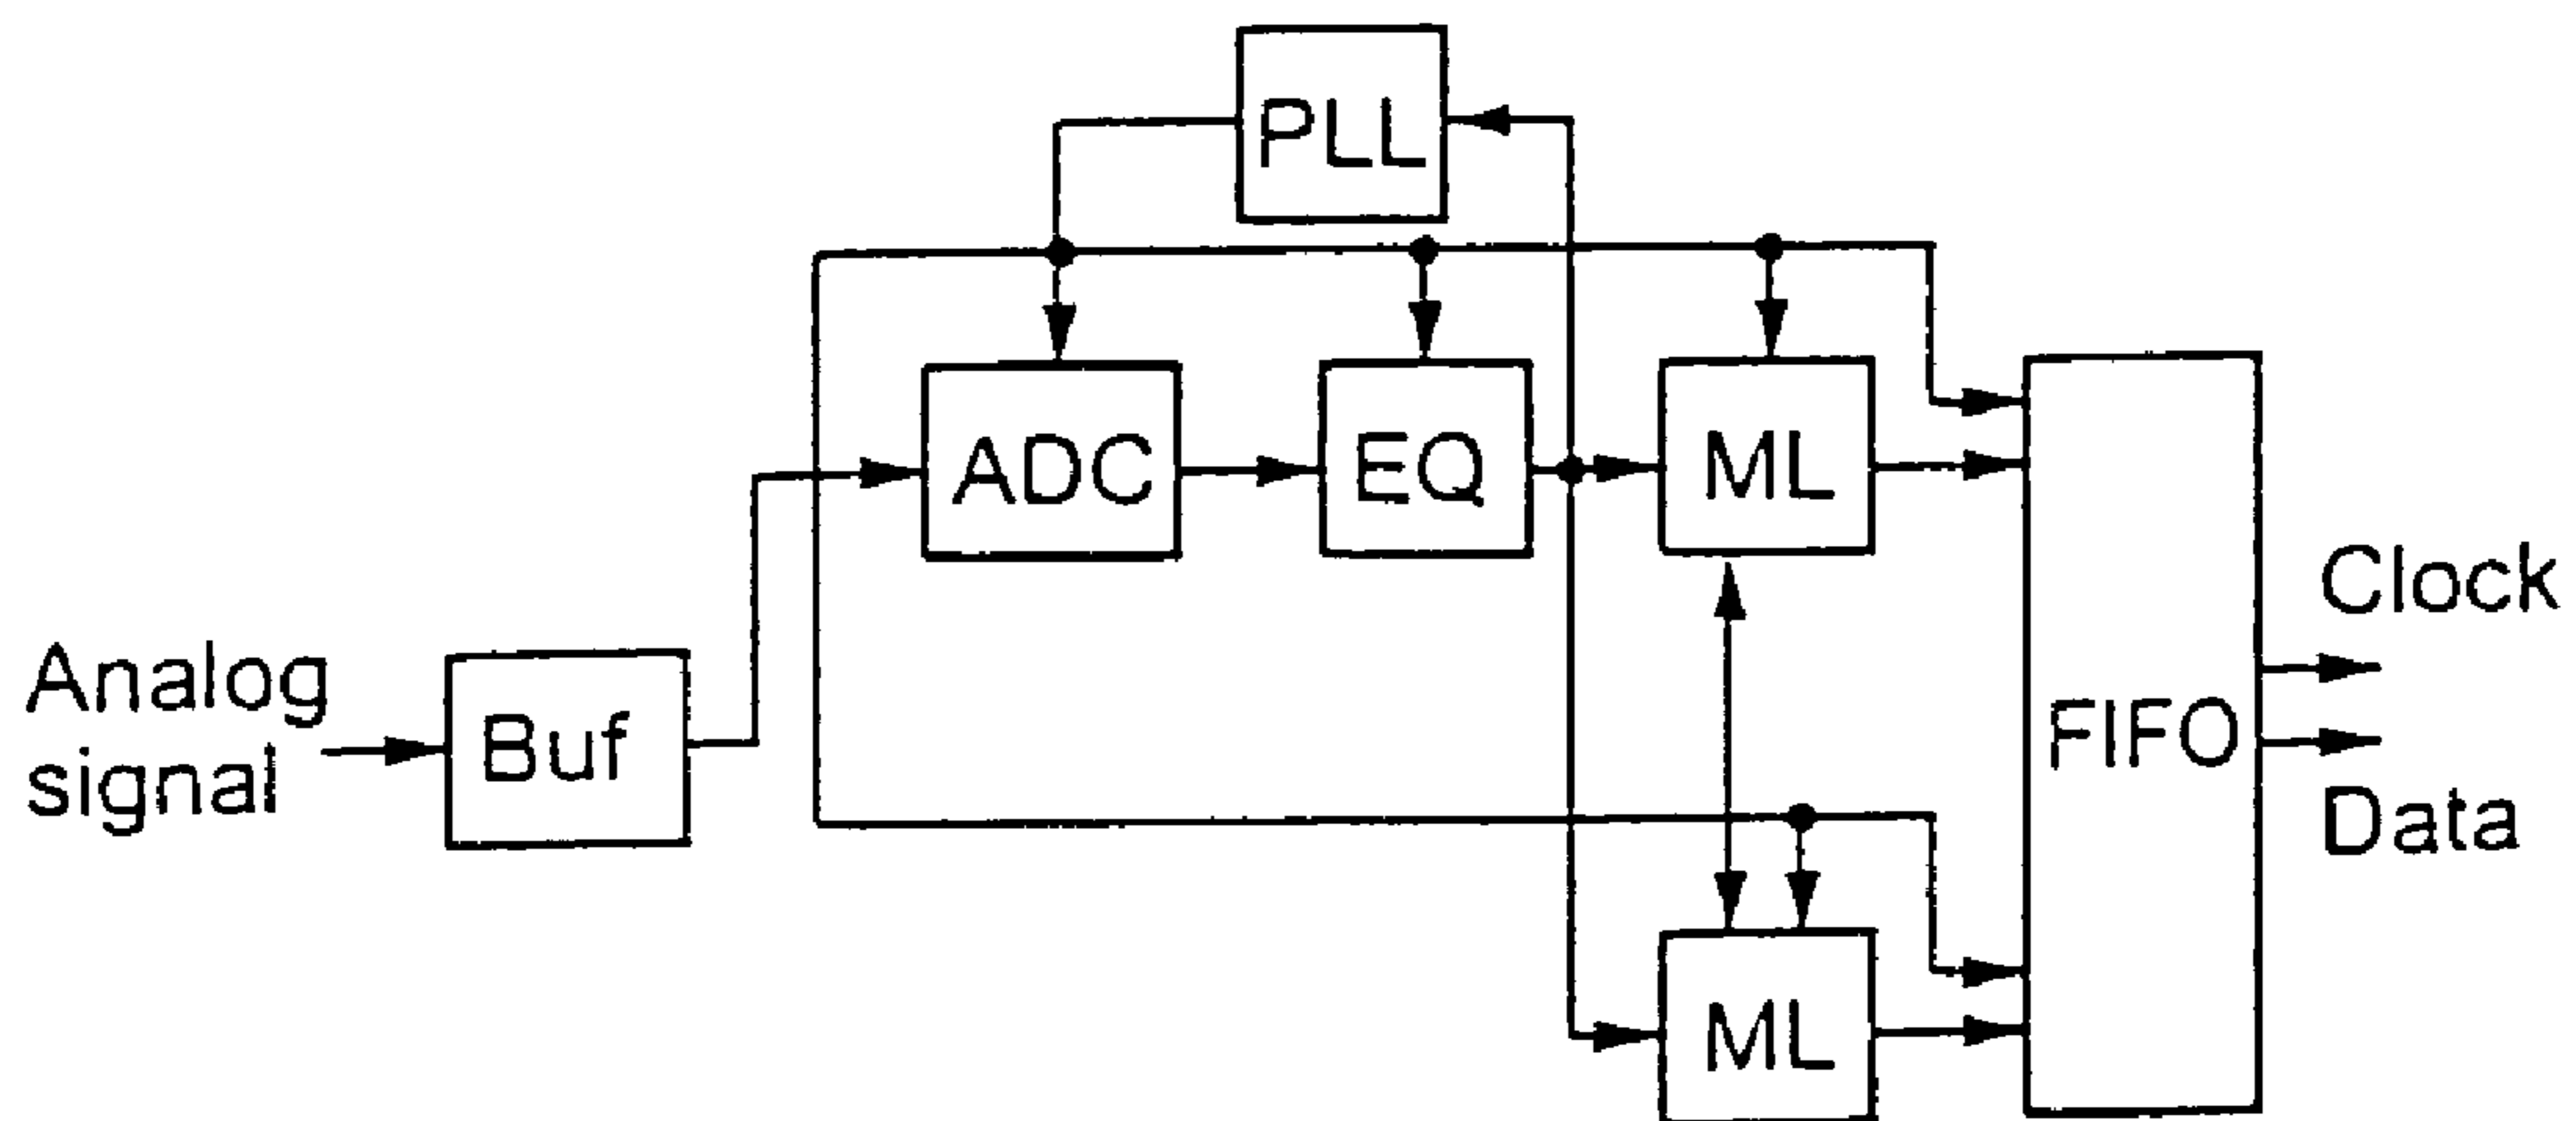 PLL
ADC
EQ
ML
Clock
Analog
signal
Buf
FIFO
Data
ML